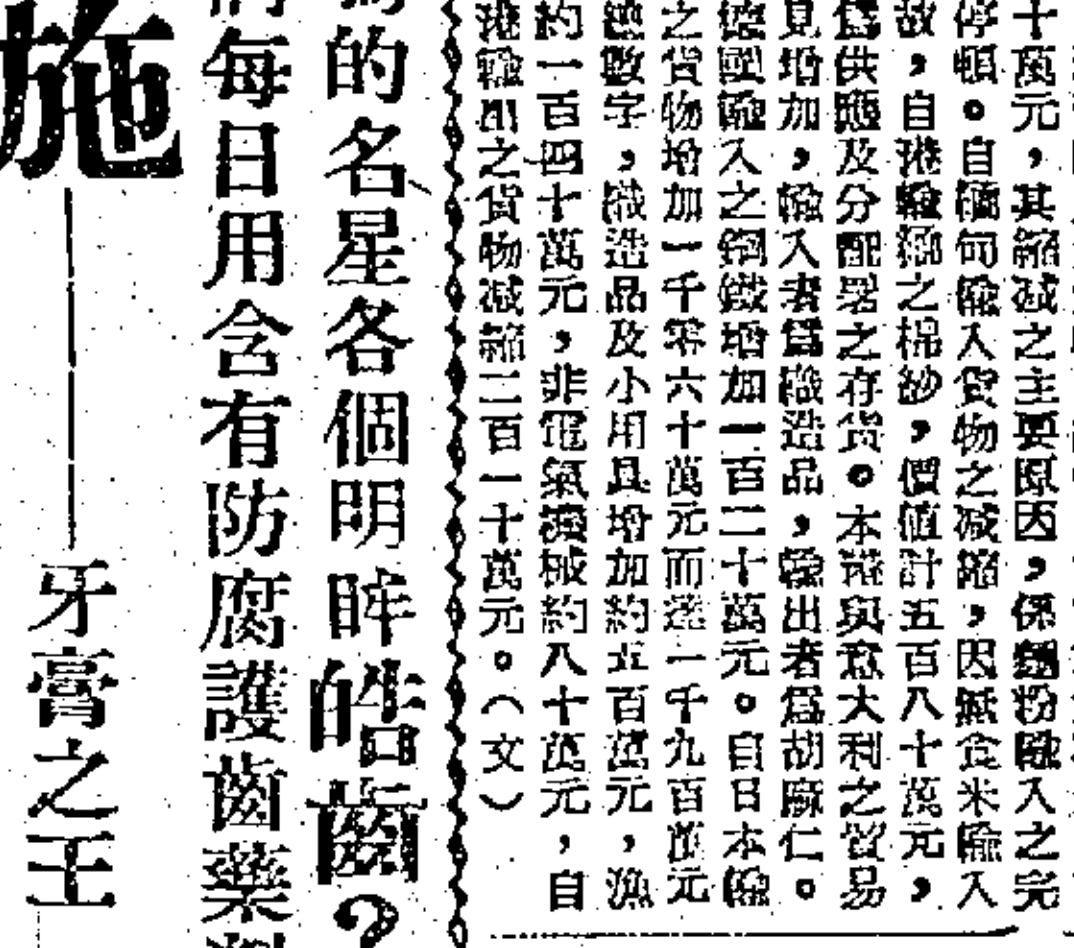 十萬元，其縮减之主要原因，係麵粉輸入之完
停頓。自緬甸輸入貨物之减縮，因無食米輸入
故，自港輸緬之棉紗，價值計五百八十萬元，
爲供應及分配署之存貨。本港與意大利之貿易
見增加，輸入者爲織造品，輸出者爲胡麻仁。
德國輸入之鋼鐵增加一百二十萬元。自日本輸
之貨物增加一千零六十萬元而達一千九百萬元
總數字，織造品及小用具增加約五百萬元，漁
約一百四十萬元，非電氣機械約八十萬元，自
港輸出之貨物减縮二百一十萬元。（文）
的名星各個明眸皓齒？
每日用含有防腐護齒藥
施——牙膏之王